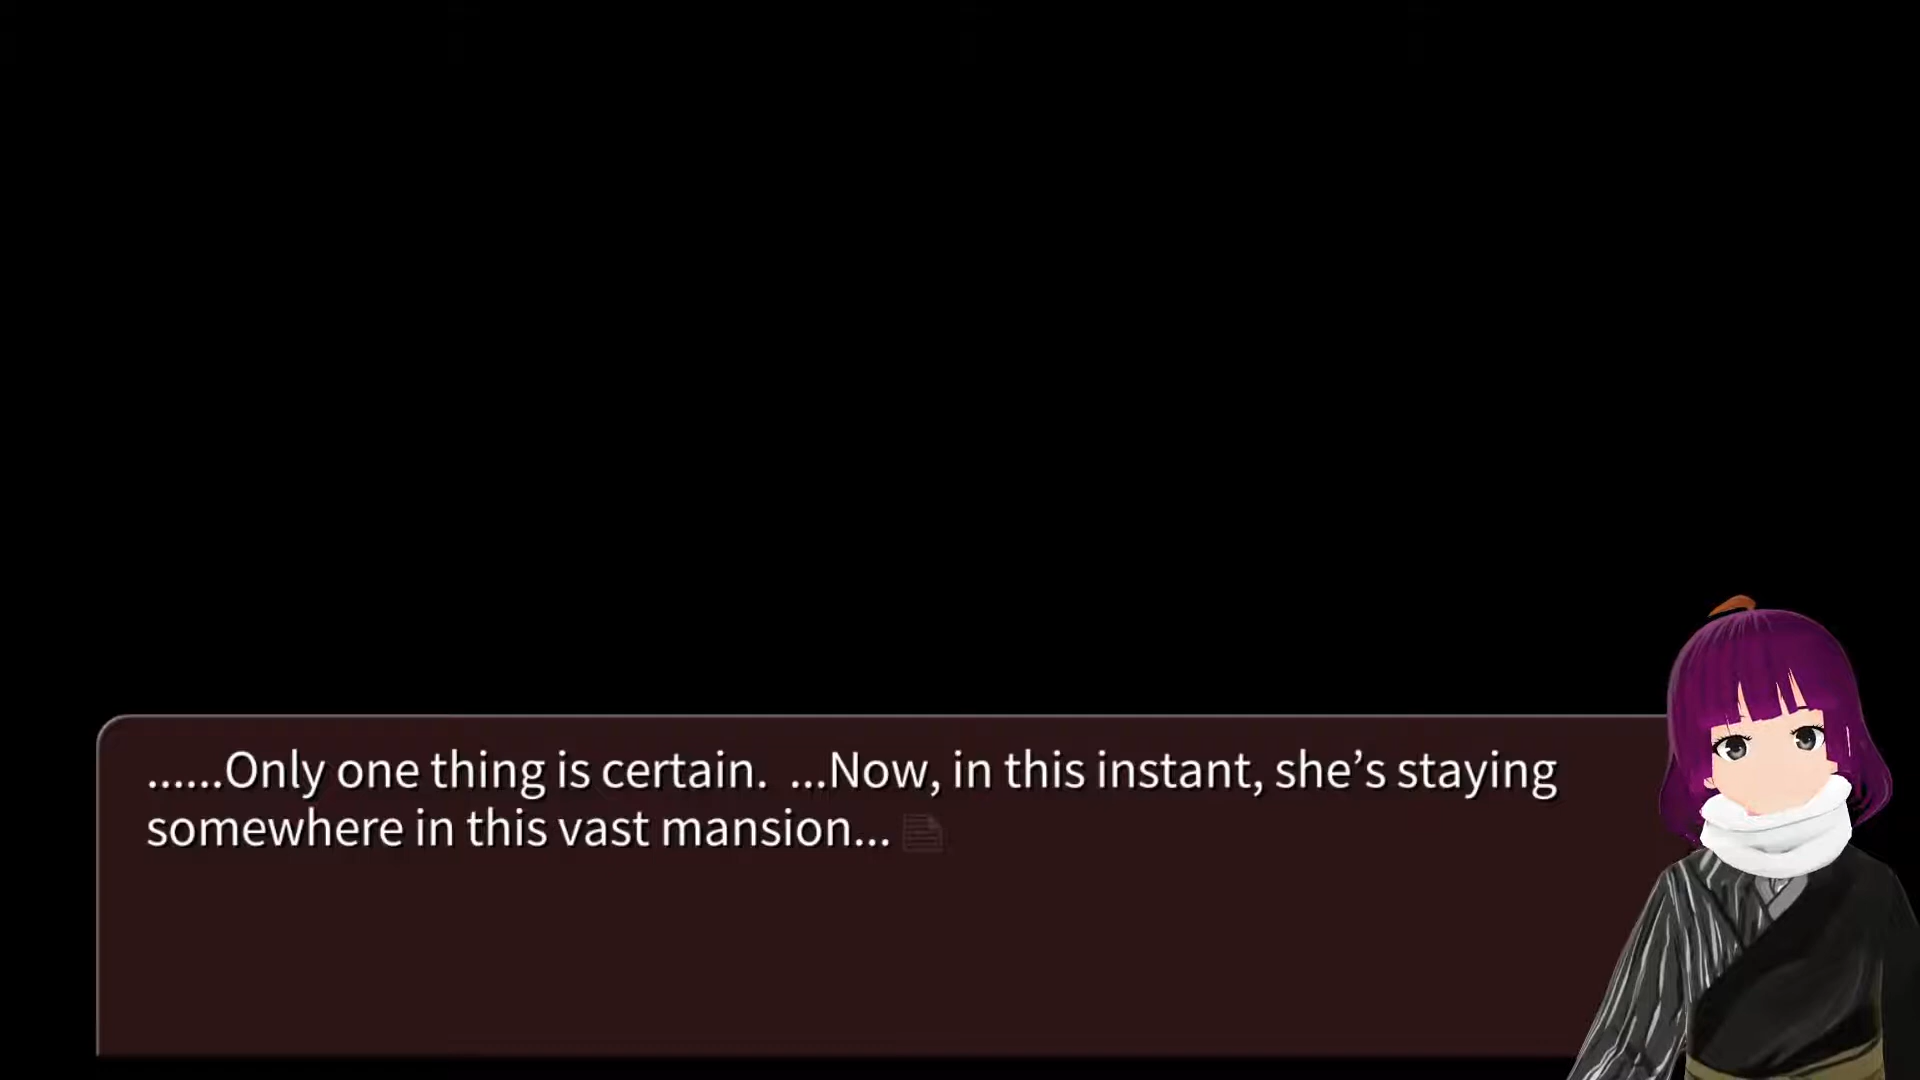 ......Only one thing is certain.  ...Now, in this instant, she’s staying
somewhere in this vast mansion...